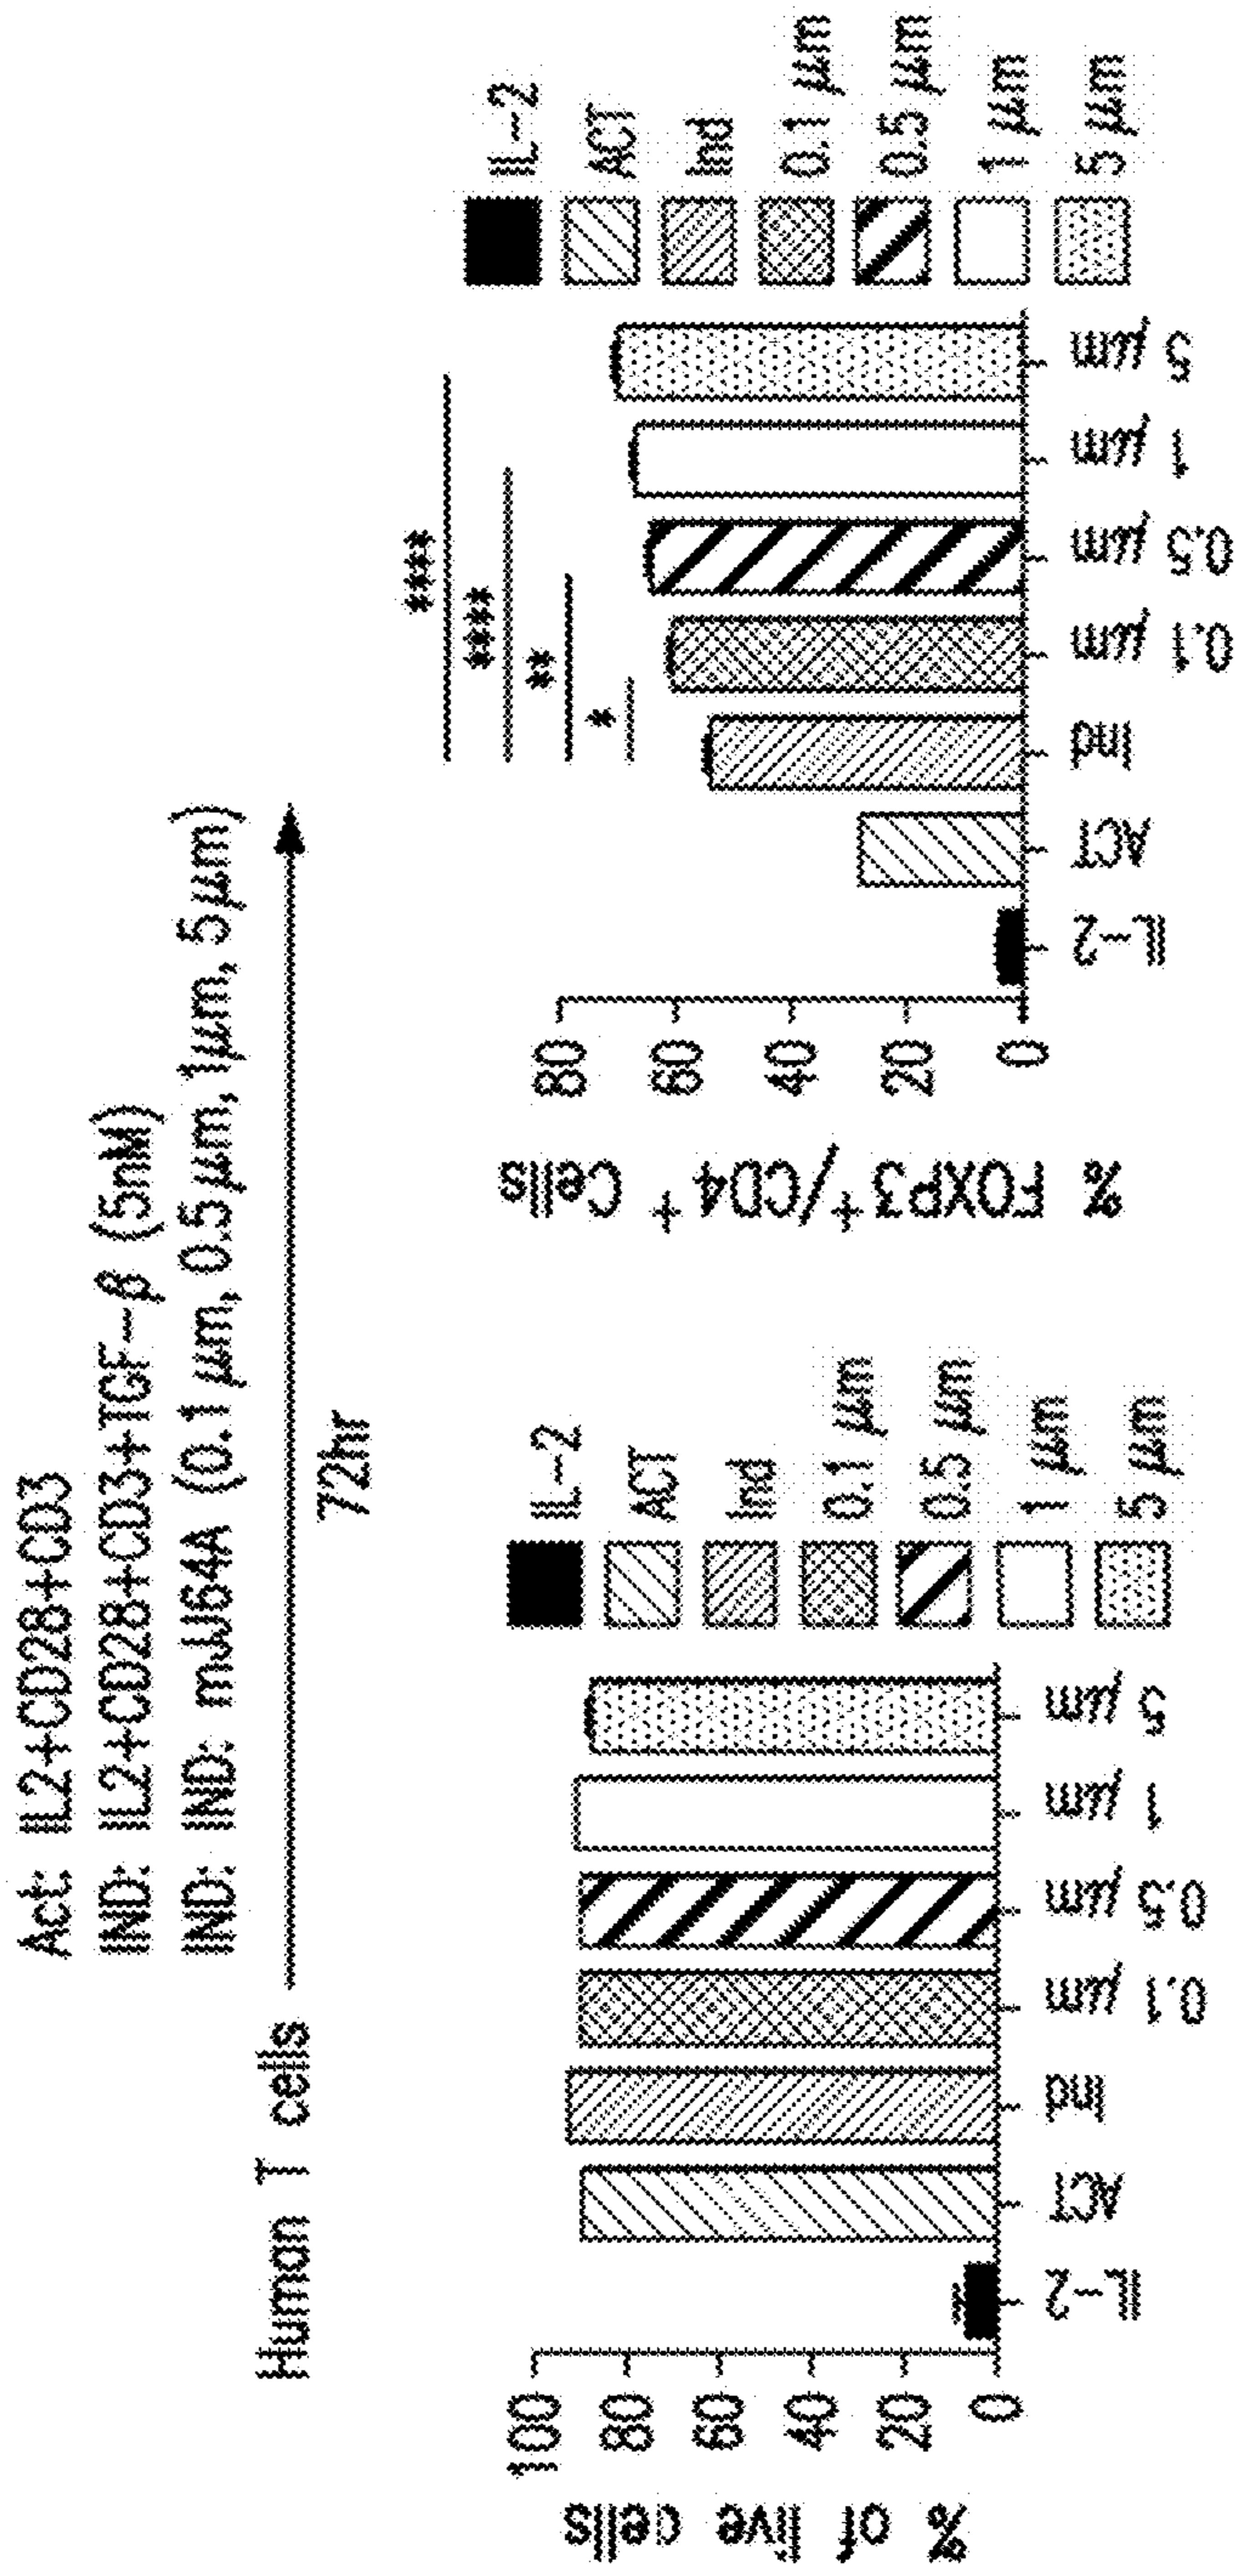 Act: IL2+CD28+CD3
IND: IL2+CD28+CD3+TGF-β (5nM)
IND: IND: mJJ64A (0.1 μm, 0.5μm, 1μm, 5μm)
Human T cells
72hr
% of live cells
100
80
60
40
20
0
IL-2
ACT
Ind
0.1 μm
0.5 μm
1 μm
5 μm
IL-2
ACT
Ind
0.1 μm
0.5 μm
1 μm
5 μm
% FOXP3+/CD4+ Cells
80
60
40
20
0
****
****
**
*
IL-2
ACT
Ind
0.1 μm
0.5 μm
1 μm
5 μm
IL-2
ACT
Ind
0.1 μm
0.5 μm
1 μm
5 μm